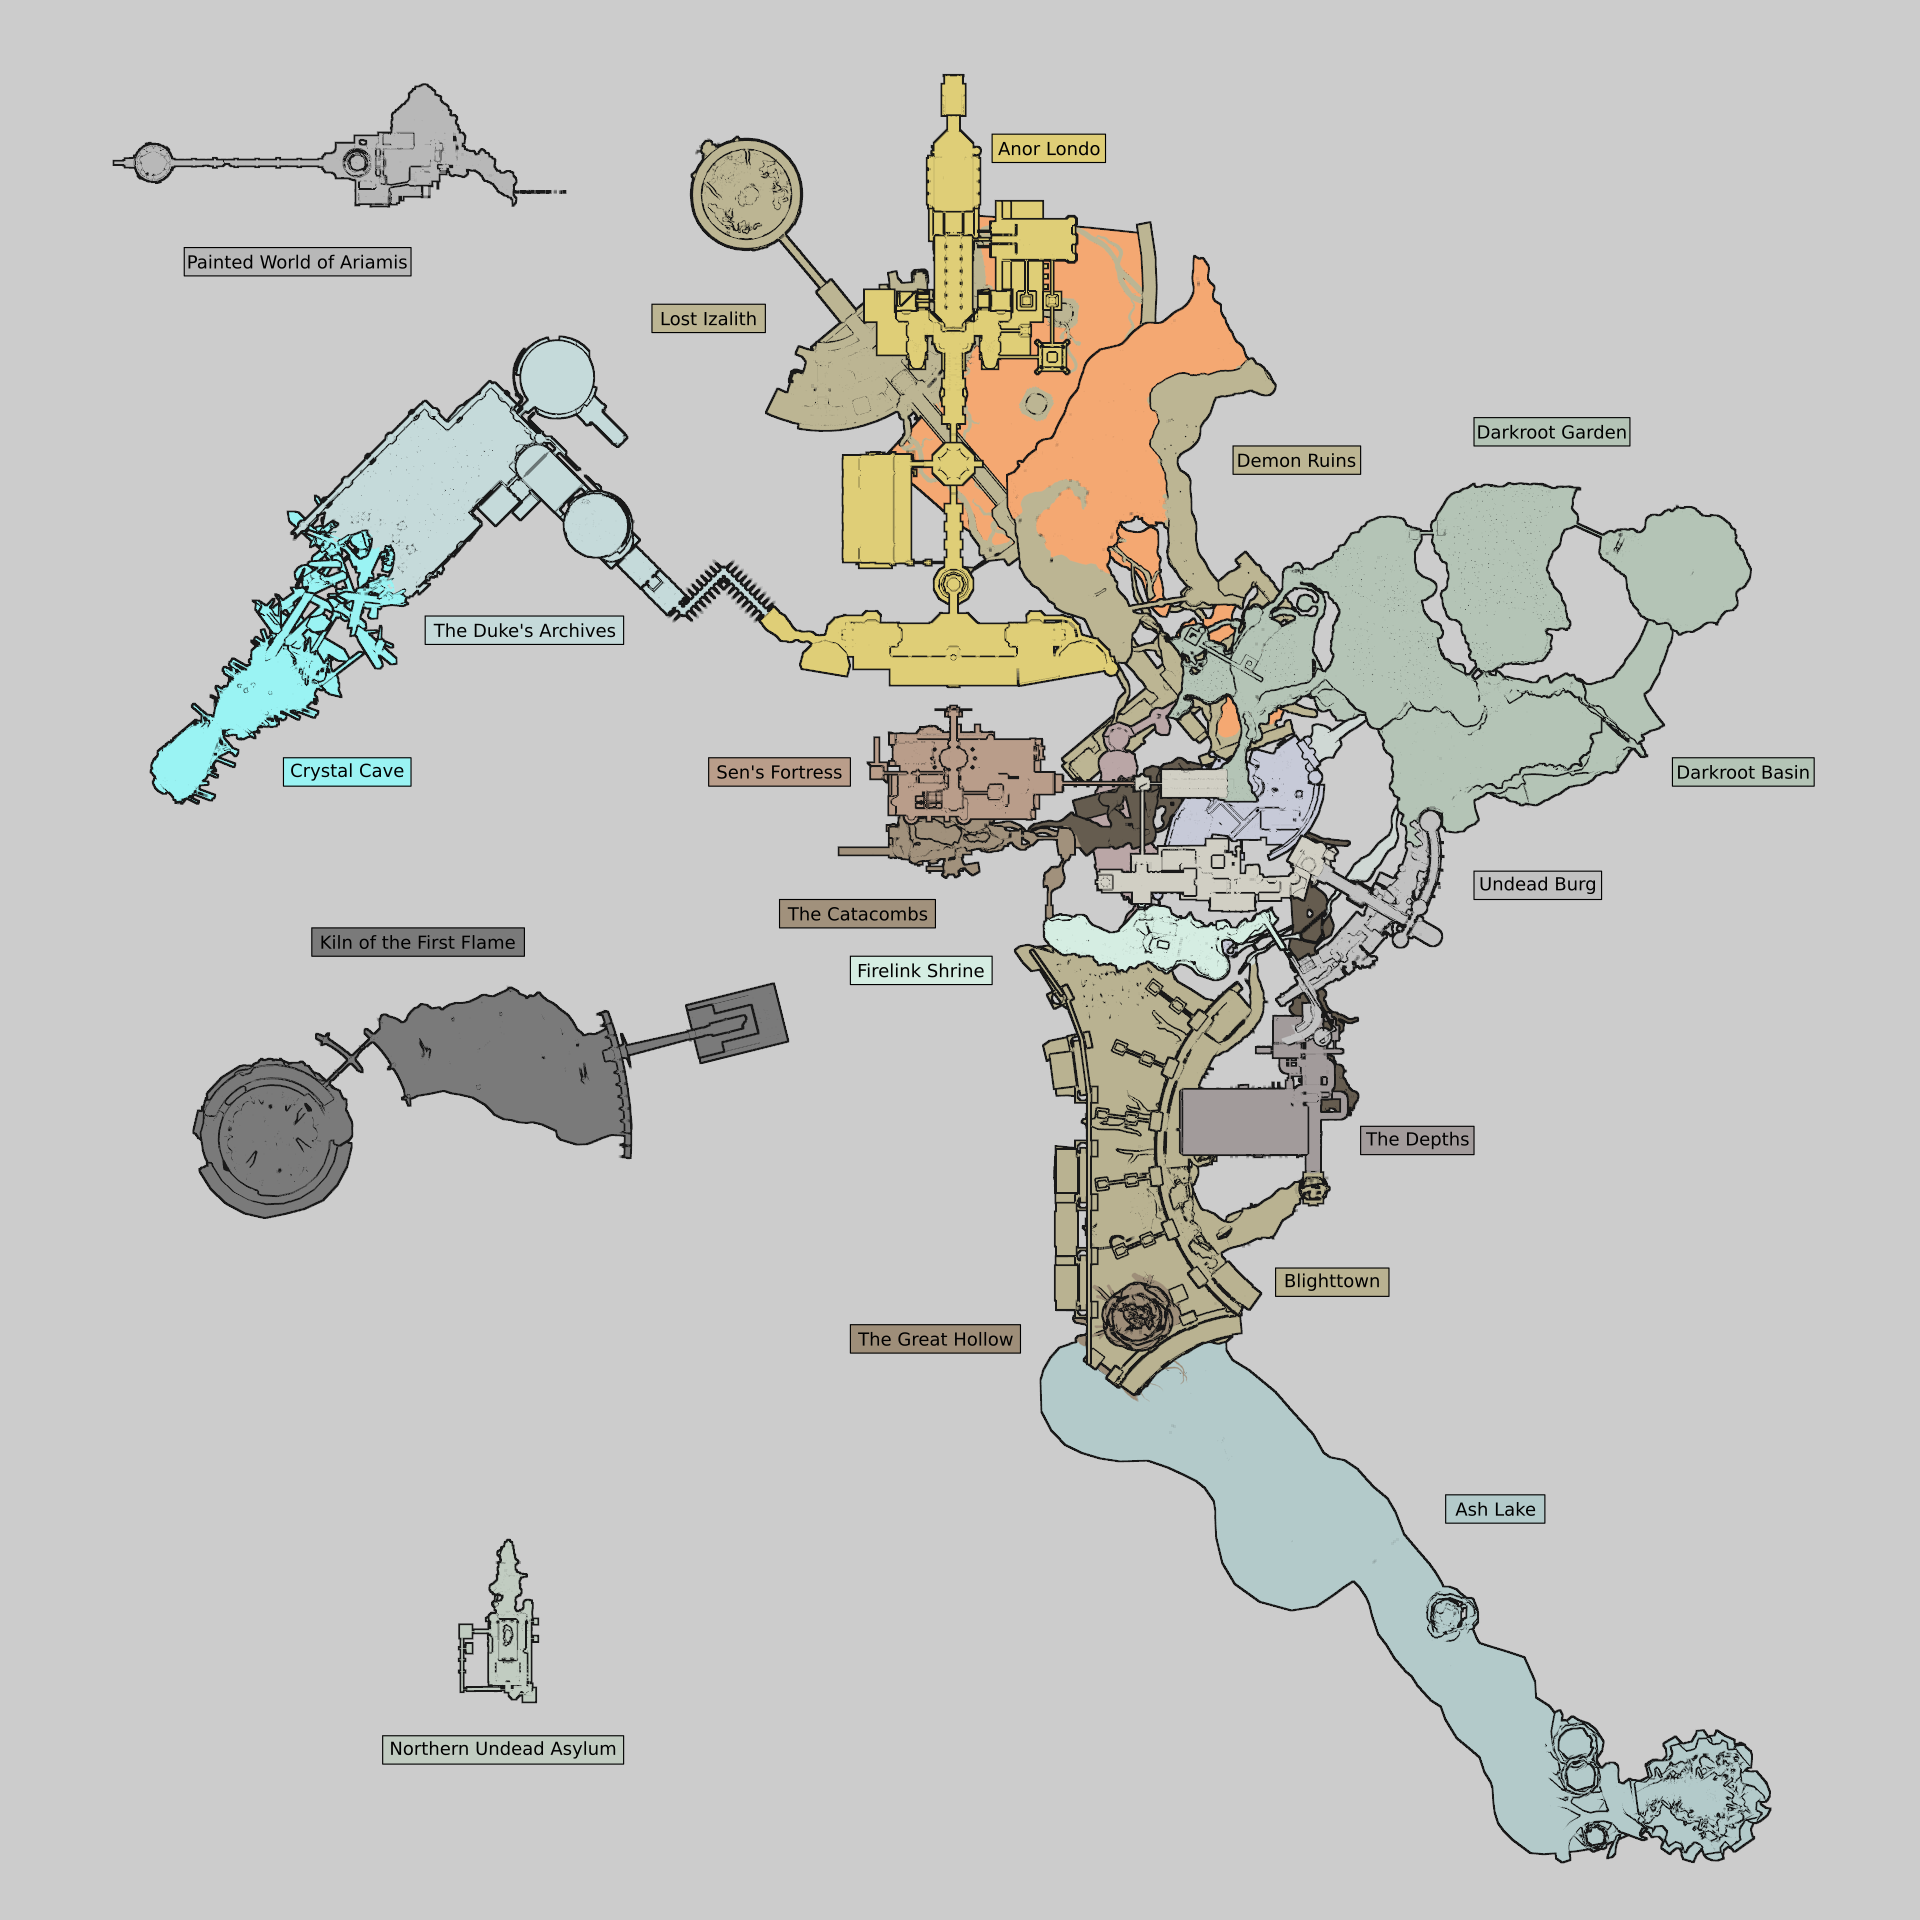 Anor Londo
Painted World of Ariamis
Lost Izalith
Darkroot Garden
Demon Ruins
The Duke's Archives
Crystal Cave
Sen's Fortress
Darkroot Basin
Undead Burg
The Catacombs
Kiln of the First Flame
Firelink Shrine
The Depths
Blighttown
The Great Hollow
Ash Lake
Northern Undead Asylum